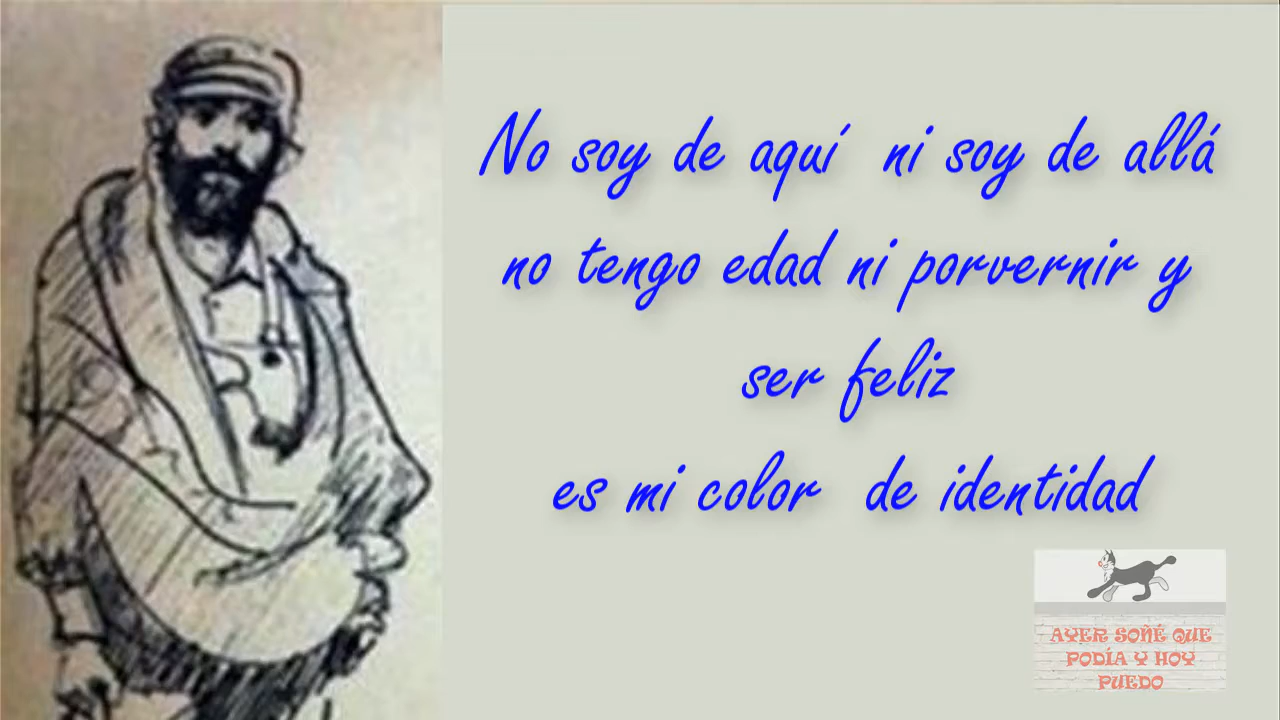 No soy de aquí ni soy de allá
no tengo edad ni porvernir y
ser feliz
es mi color de identidad
AYER SOÑÉ QUE
PODÍA Y HOY
PUEDO